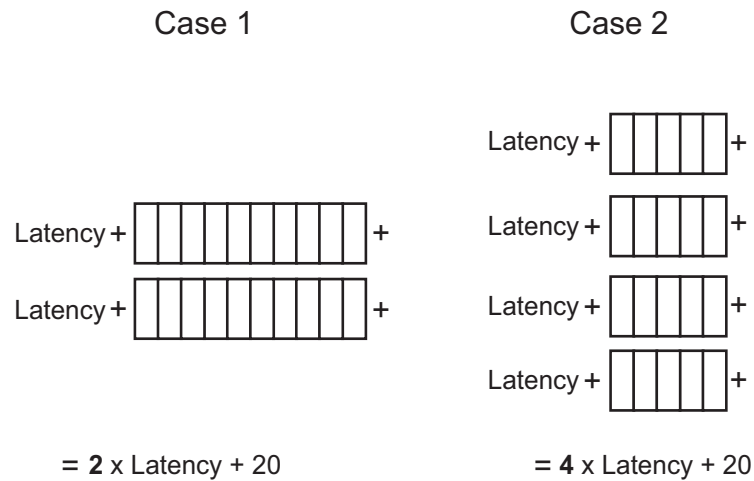 Case 1
Latency + +
Latency + +
= 2 x Latency + 20
Case 2
Latency + +
Latency + +
Latency + +
Latency + +
= 4 x Latency + 20